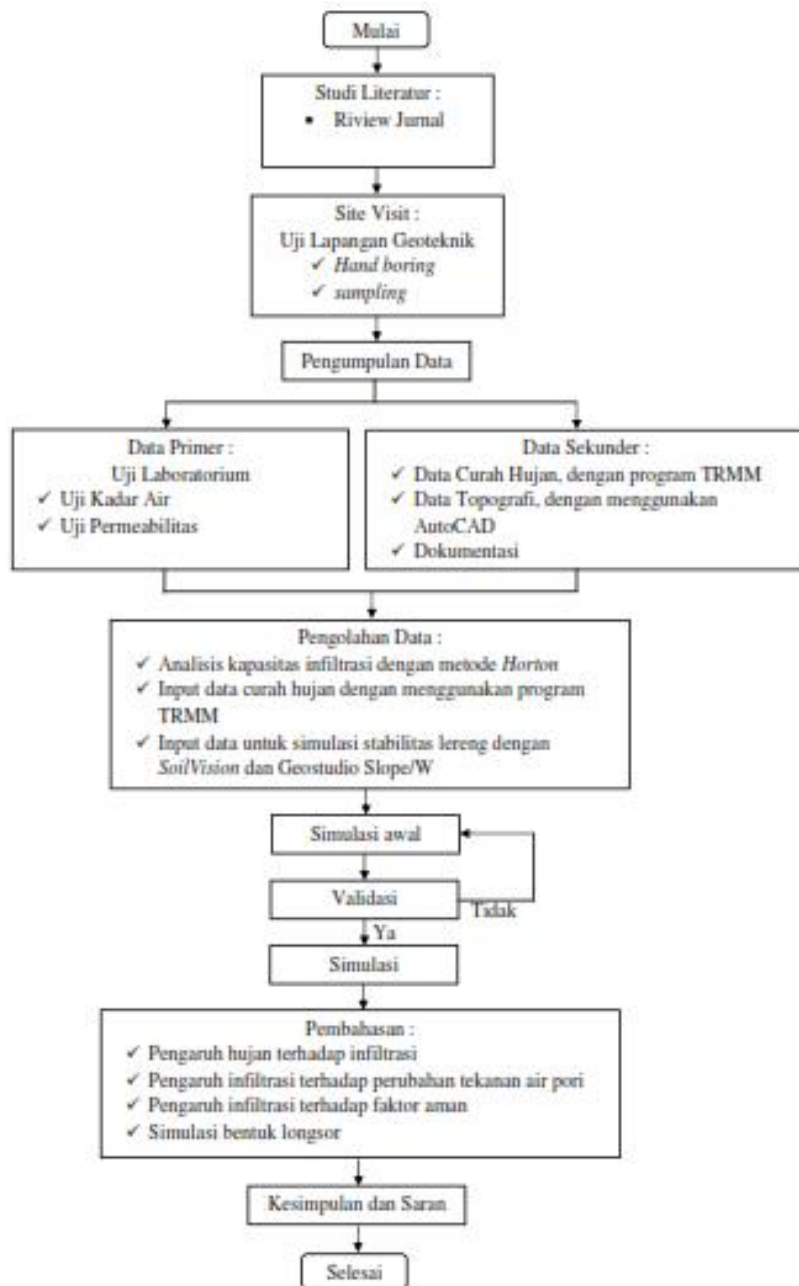 Mulai
Studi Literatur :
• Riview Jurnal
Site Visit :
Uji Lapangan Geoteknik
✓ Hand boring
✓ sampling
Pengumpulan Data
Data Primer :
Uji Laboratorium
✓ Uji Kadar Air
✓ Uji Permeabilitas
Data Sekunder :
✓ Data Curah Hujan, dengan program TRMM
✓ Data Topografi, dengan menggunakan
AutoCAD
✓ Dokumentasi
Pengolahan Data :
✓ Analisis kapasitas infiltrasi dengan metode Horton
✓ Input data curah hujan dengan menggunakan program
TRMM
✓ Input data untuk simulasi stabilitas lereng dengan
SoilVision dan Geostudio Slope/W
Simulasi awal
Validasi
Tidak
Ya
Simulasi
Pembahasan :
✓ Pengaruh hujan terhadap infiltrasi
✓ Pengaruh infiltrasi terhadap perubahan tekanan air pori
✓ Pengaruh infiltrasi terhadap faktor aman
✓ Simulasi bentuk longsor
Kesimpulan dan Saran
Selesai